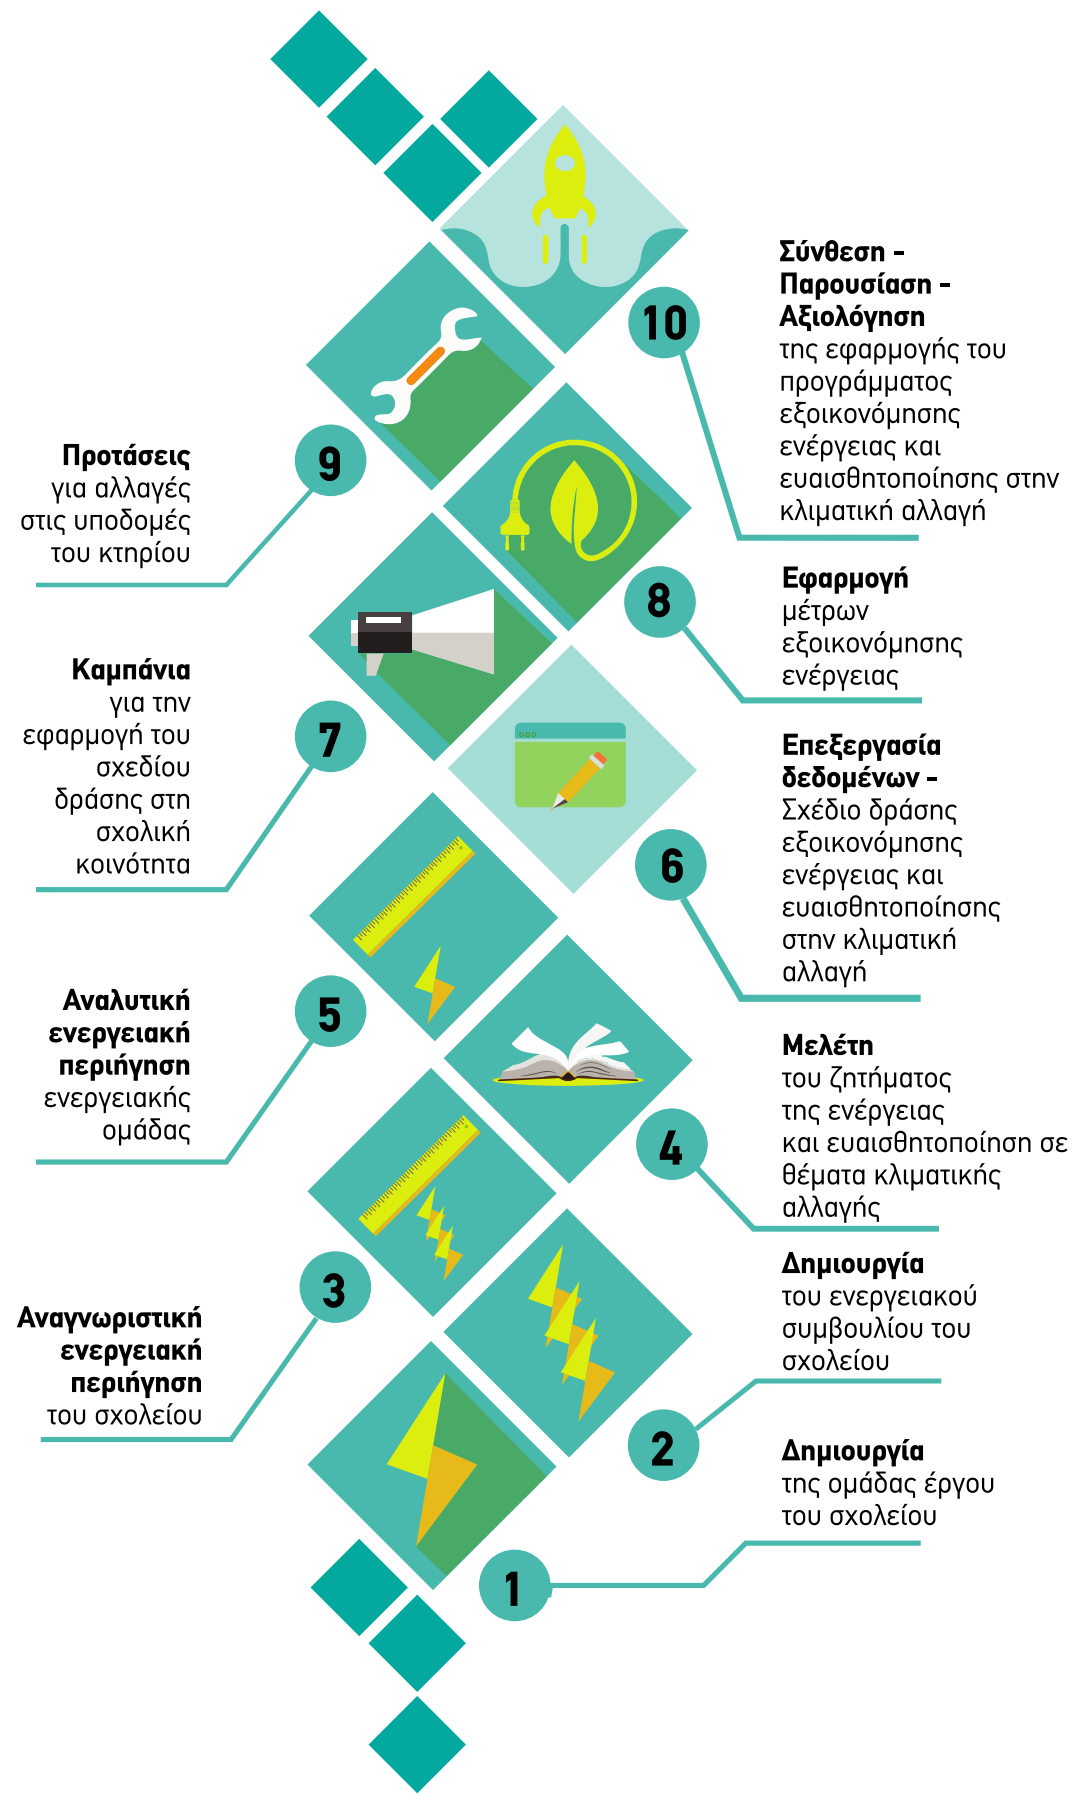 Σύνθεση –
Παρουσίαση –
Αξιολόγηση
της εφαρμογής του
προγράμματος
εξοικονόμησης
ενέργειας και
ευαισθητοποίησης στην
κλιματική αλλαγή
10
Προτάσεις
για αλλαγές
στις υποδομές
του κτηρίου
9
Εφαρμογή
μέτρων
εξοικονόμησης
ενέργειας
8
Καμπάνια
για την
εφαρμογή του
σχεδίου
δράσης στη
σχολική
κοινότητα
7
Επεξεργασία
δεδομένων –
Σχέδιο δράσης
εξοικονόμησης
ενέργειας και
ευαισθητοποίησης
στην κλιματική
αλλαγή
6
Αναλυτική
ενεργειακή
περιήγηση
ενεργειακής
ομάδας
5
Μελέτη
του ζητήματος
της ενέργειας
και ευαισθητοποίηση σε
θέματα κλιματικής
αλλαγής
4
Αναγνωριστική
ενεργειακή
περιήγηση
του σχολείου
3
Δημιουργία
του ενεργειακού
συμβουλίου του
σχολείου
2
Δημιουργία
της ομάδας έργου
του σχολείου
1